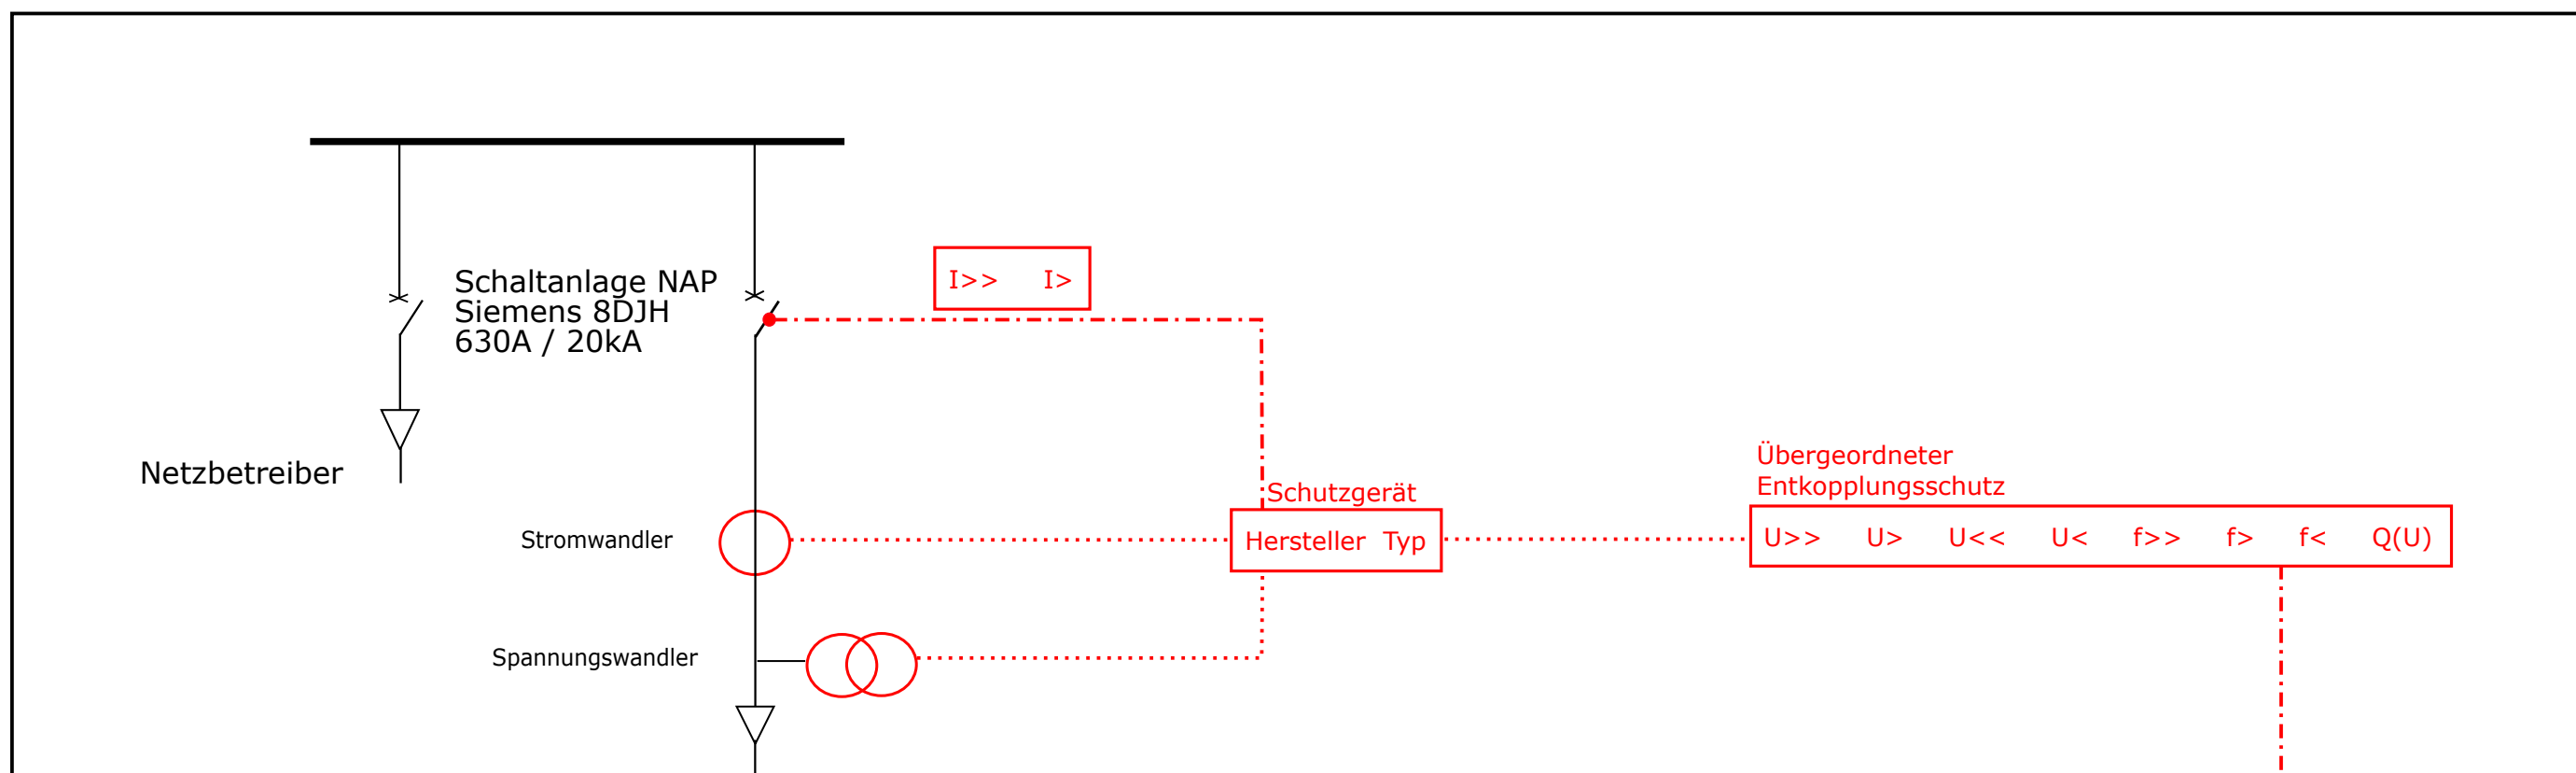 Schaltanlage NAP
Siemens 8DJH
630A / 20kA
I>> I>
Netzbetreiber
Übergeordneter
Entkopplungsschutz
Schutzgerät
Stromwandler
Hersteller Typ
U>> U> U<< U< f>> f> f< Q(U)
Spannungswandler